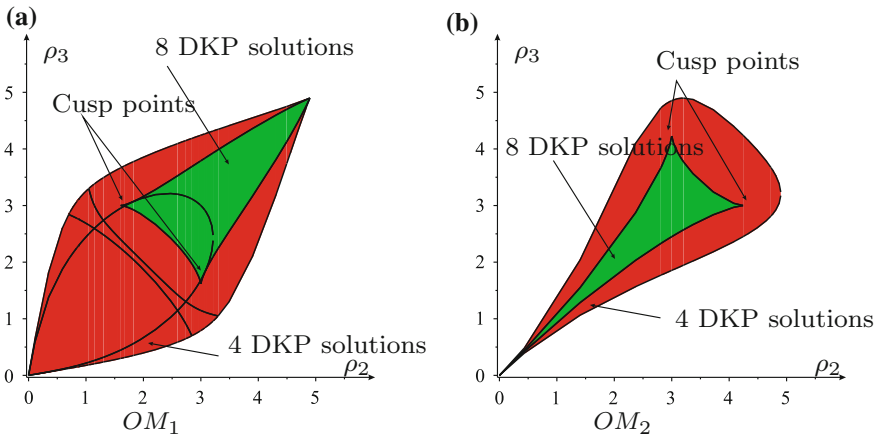 (a)
ρ3
8 DKP solutions
Cusp points
5
4
3
2
1
0
4 DKP solutions
ρ2
0 1 2 3 4 5
OM1
(b)
ρ3
Cusp points
8 DKP solutions
5
4
3
2
1
0
4 DKP solutions
ρ2
0 1 2 3 4 5
OM2